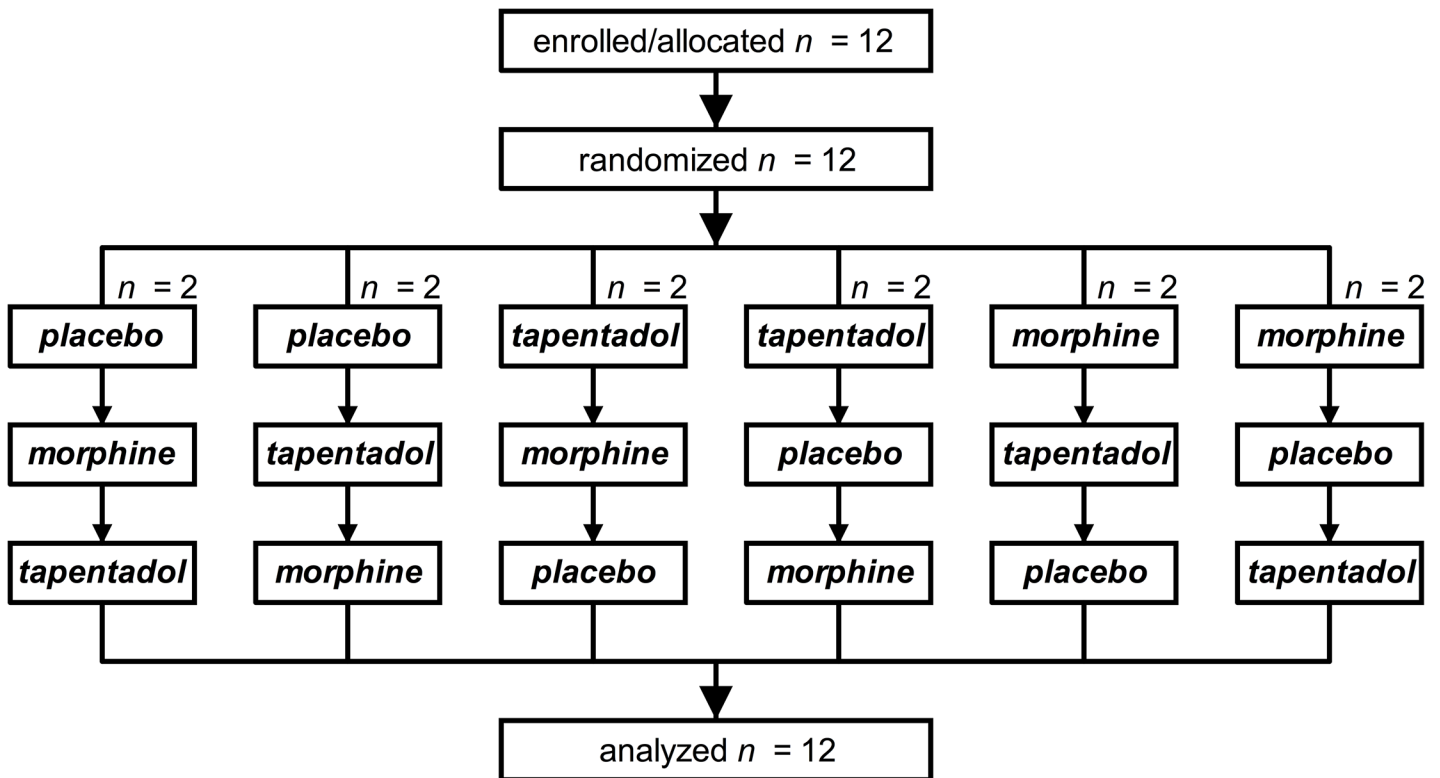 enrolled/allocated n = 12
randomized n = 12
n = 2 n = 2 n = 2 n = 2 n = 2 n = 2
placebo placebo tapentadol tapentadol morphine morphine
morphine tapentadol morphine placebo tapentadol placebo
tapentadol morphine placebo morphine placebo tapentadol
analyzed n = 12